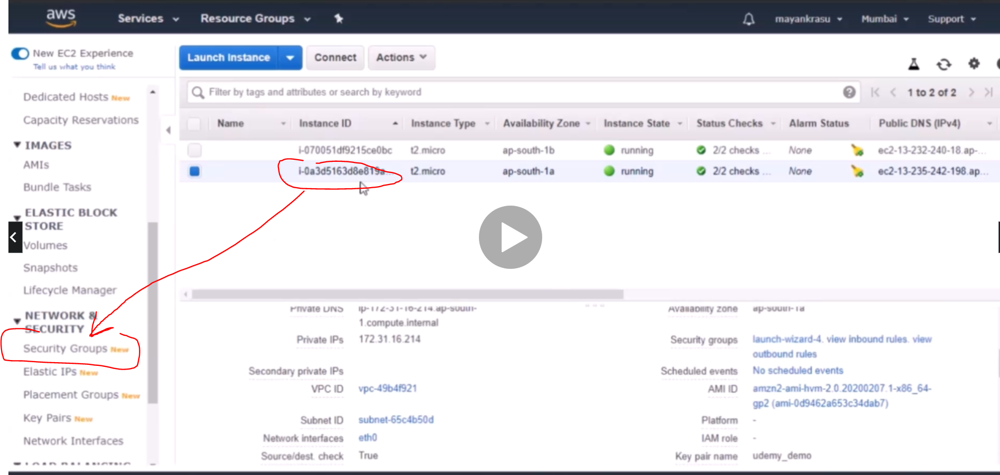 aws Services Resource Groups mayankrasu Mumbai Support
New EC2 Experience
Tell us what you think
Launch Instance Connect Actions
Dedicated Hosts New
Capacity Reservations
IMAGES
AMIs
Bundle Tasks
ELASTIC BLOCK
STORE
Volumes
Snapshots
Lifecycle Manager
NETWORK &
SECURITY
Security Groups New
Elastic IPs New
Placement Groups New
Key Pairs New
Network Interfaces
LOAD BALANCING
Filter by tags and attributes or search by keyword
1 to 2 of 2
Name Instance ID Instance Type Availability Zone Instance State Status Checks Alarm Status Public DNS (IPv4)
i-070051df9215ce0bc t2.micro ap-south-1b running 2/2 checks ... None ec2-13-232-240-18.ap-...
i-0a3d5163d8e819a... t2.micro ap-south-1a running 2/2 checks ... None ec2-13-235-242-198.ap...
Private DNS ip-172-31-16-214.ap-south-
1.compute.internal
Availability zone ap-south-1a
Private IPs 172.31.16.214
Security groups launch-wizard-4. view inbound rules. view
outbound rules
Secondary private IPs
Scheduled events No scheduled events
VPC ID vpc-49b4f921
AMI ID amzn2-ami-hvm-2.0.20200207.1-x86_64-
gp2 (ami-0d9462a653c34dab7)
Subnet ID subnet-65c4b50d
Platform -
Network interfaces eth0
IAM role -
Source/dest. check True
Key pair name udemy_demo